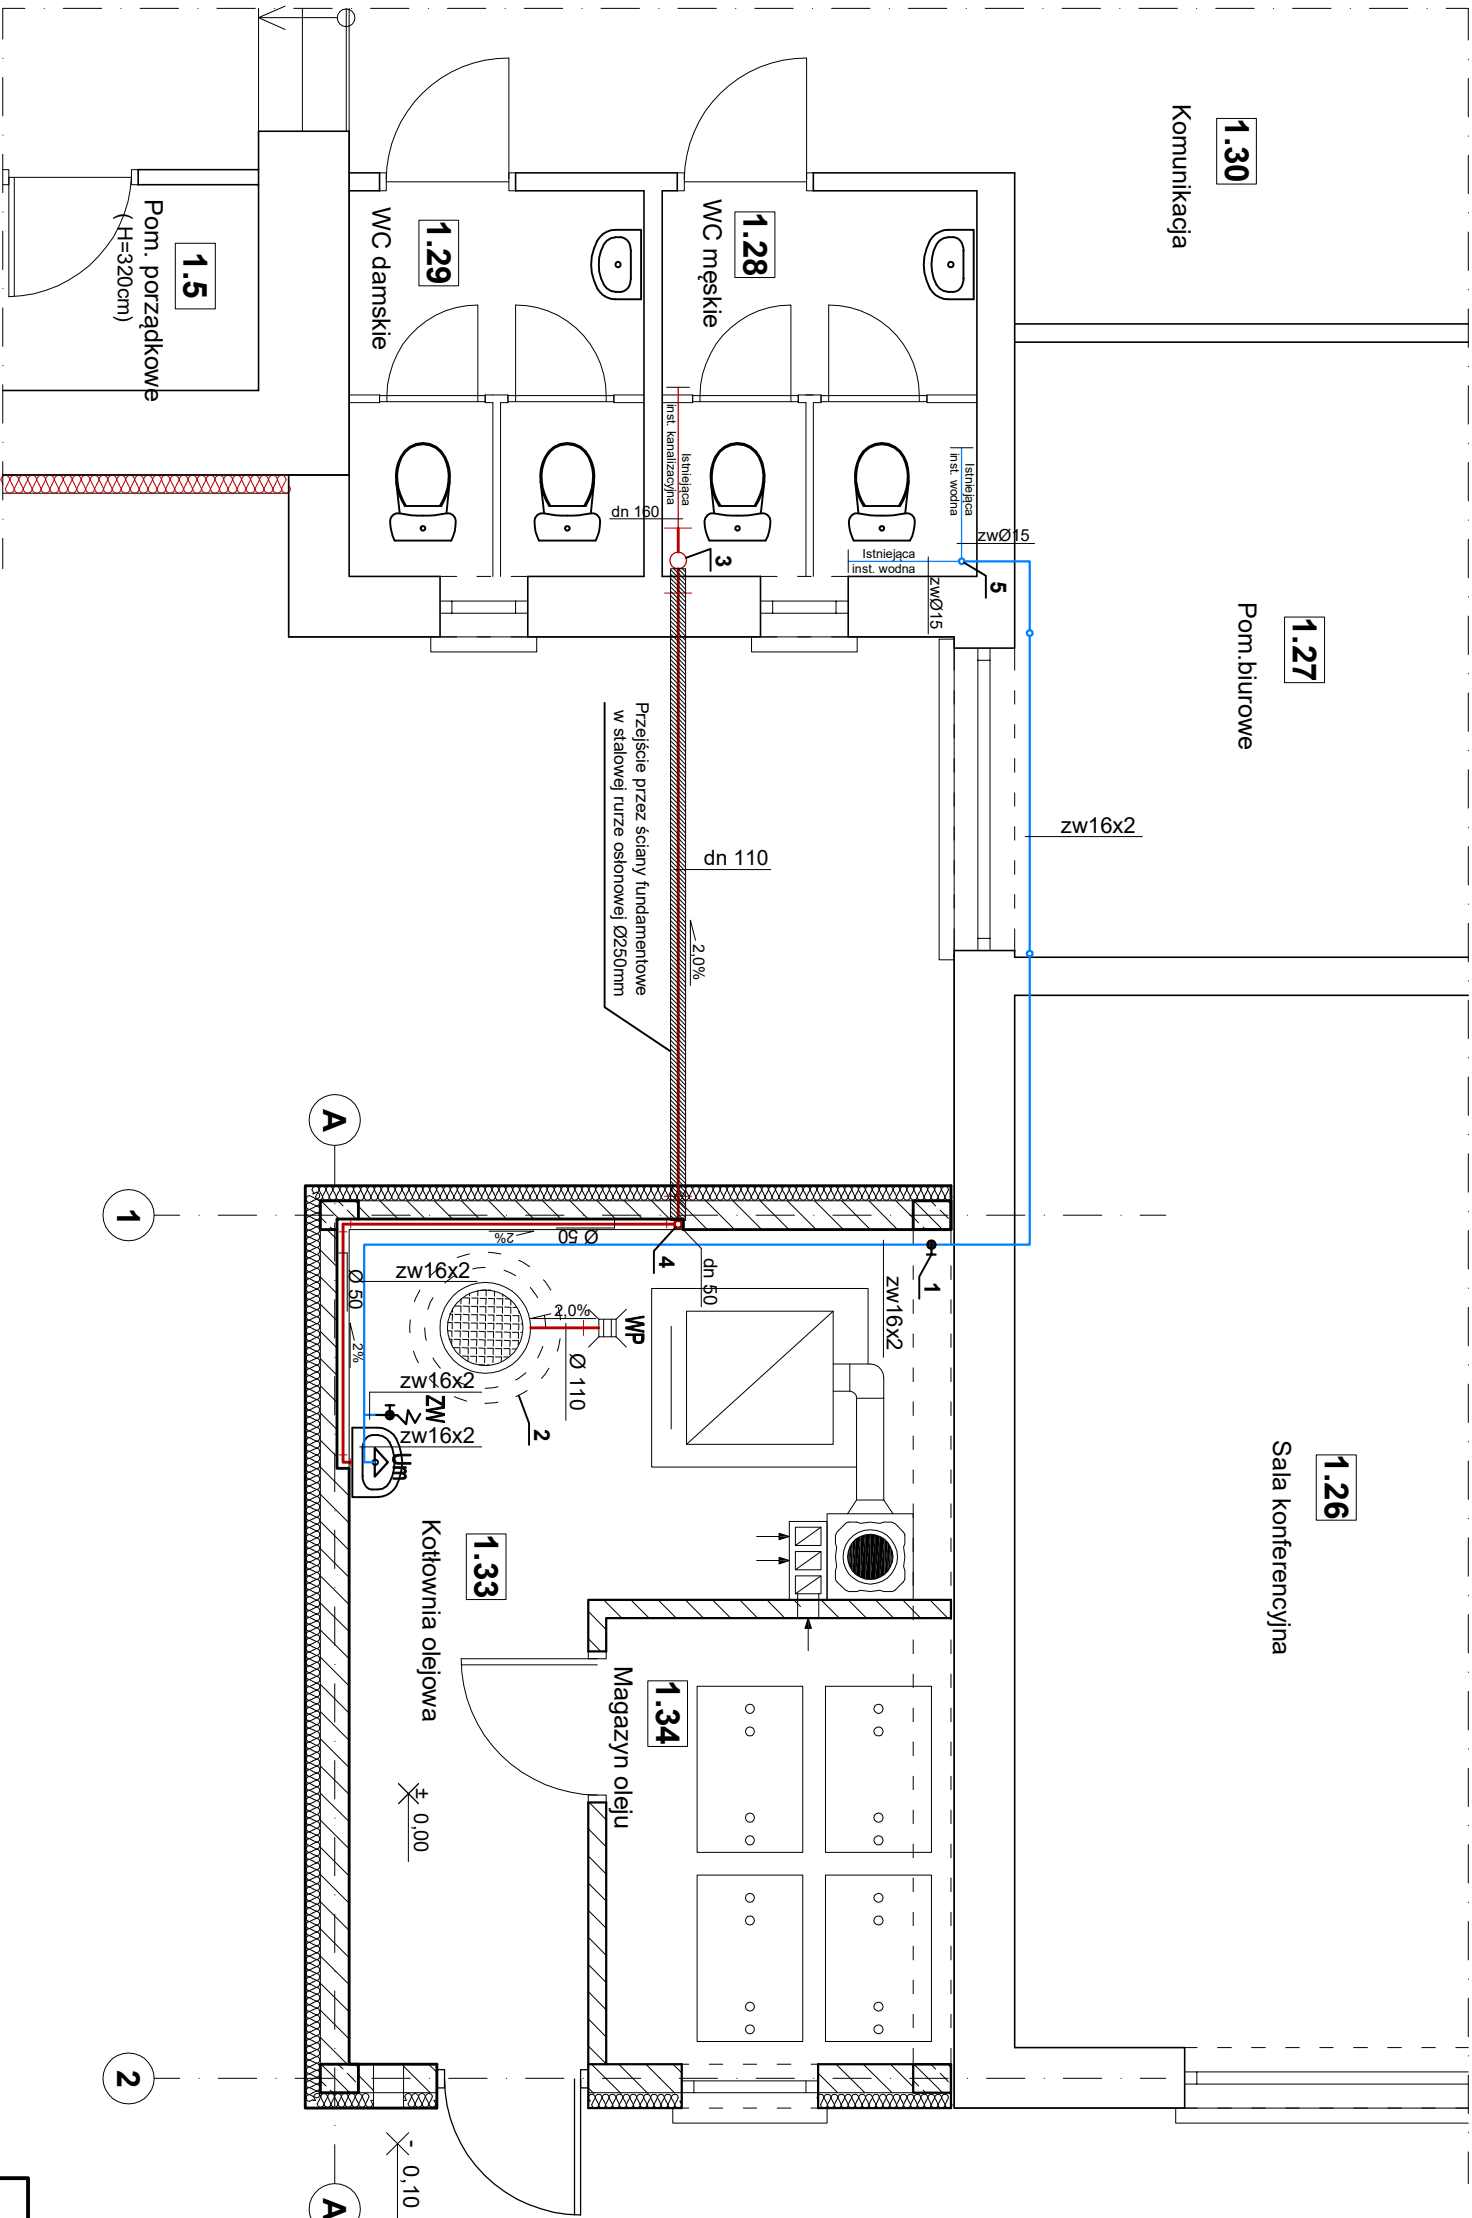 1.30
Komunikacja
1.27
Pom.biurowe
1.26
Sala konferencyjna
1.28
WC męskie
1.29
WC damskie
1.5
Pom. porządkowe
( H=320cm)
Istniejąca
inst. kanalizacyjna
dn 160
3
Istniejąca
inst. wodna
zwØ15
Istniejąca
inst. wodna
zwØ15
5
zw16x2
dn 110
2,0%
Przejście przez ściany fundamentowe
w stalowej rurze osłonowej Ø250mm
A
1
Ø 50
2%
4
dn 50
zw16x2
1
zw16x2
Ø 50
2%
2,0%
WP
Ø 110
2
zw16x2
ZW
zw16x2
Um
1.33
Kotłownia olejowa
1.34
Magazyn oleju
± 0,00
2
- 0,10
A